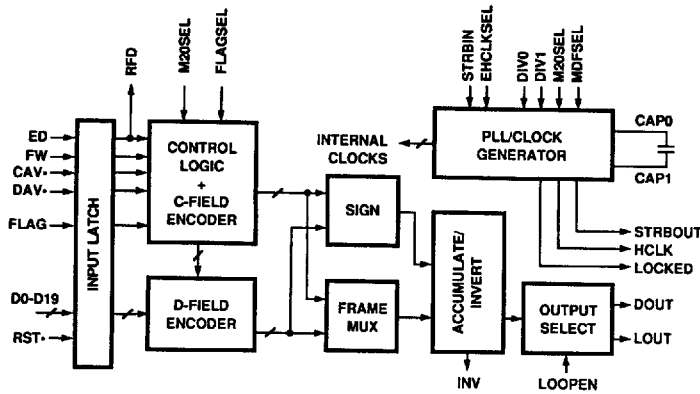 RFD
M20SEL
FLAGSEL
STRBIN
EHCLKSEL
DIV0
DIV1
M20SEL
MDFSEL
ED
FW
CAV*
DAV*
FLAG
D0-D19
RST*
INPUT LATCH
CONTROL
LOGIC
+
C-FIELD
ENCODER
D-FIELD
ENCODER
INTERNAL
CLOCKS
PLL/CLOCK
GENERATOR
CAP0
CAP1
SIGN
FRAME
MUX
ACCUMULATE/
INVERT
STRBOUT
HCLK
LOCKED
OUTPUT
SELECT
DOUT
LOUT
INV
LOOPEN